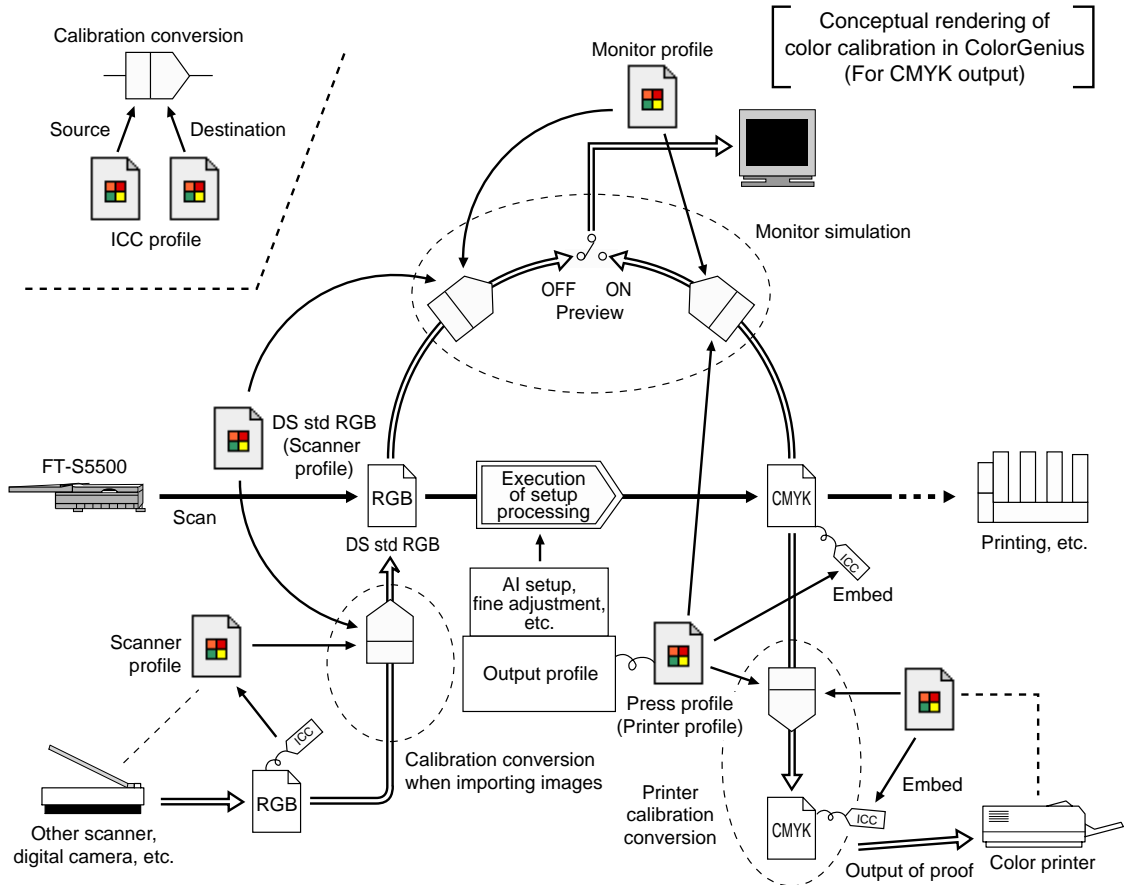 Conceptual rendering of
color calibration in ColorGenius
(For CMYK output)
Calibration conversion
Source
Destination
ICC profile
Monitor profile
Monitor simulation
OFF
ON
Preview
DS std RGB
(Scanner
profile)
FT-S5500
Scan
RGB
DS std RGB
Execution
of setup
processing
CMYK
ICC
Embed
Printing, etc.
AI setup,
fine adjustment,
etc.
Output profile
Press profile
(Printer profile)
Scanner
profile
ICC
RGB
Other scanner,
digital camera, etc.
Calibration conversion
when importing images
Printer
calibration
conversion
CMYK
ICC
Embed
Output of proof
Color printer